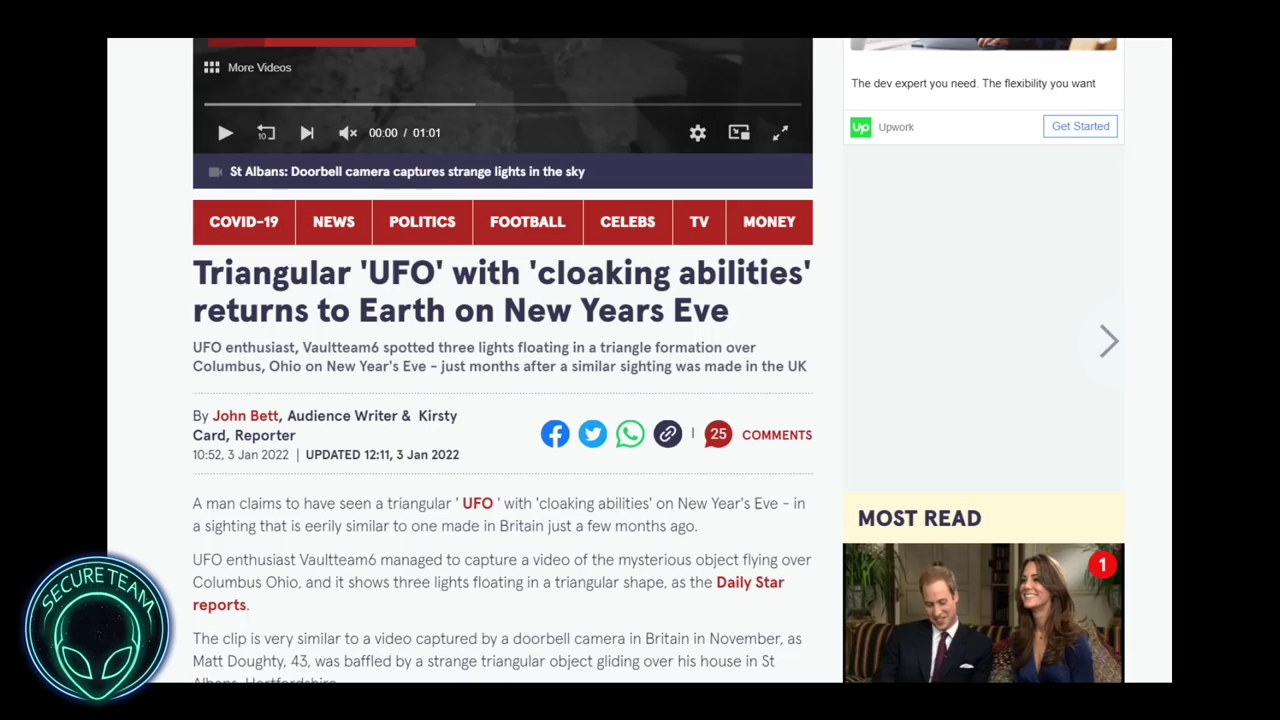 More Videos
10
00:00 / 01:01
St Albans: Doorbell camera captures strange lights in the sky
COVID-19 NEWS POLITICS FOOTBALL CELEBS TV MONEY
Triangular 'UFO' with 'cloaking abilities'
returns to Earth on New Years Eve
UFO enthusiast, Vaultteam6 spotted three lights floating in a triangle formation over
Columbus, Ohio on New Year's Eve - just months after a similar sighting was made in the UK
By John Bett, Audience Writer & Kirsty
Card, Reporter
10:52, 3 Jan 2022 | UPDATED 12:11, 3 Jan 2022
25 COMMENTS
A man claims to have seen a triangular ' UFO ' with 'cloaking abilities' on New Year's Eve - in
a sighting that is eerily similar to one made in Britain just a few months ago.
UFO enthusiast Vaultteam6 managed to capture a video of the mysterious object flying over
Columbus Ohio, and it shows three lights floating in a triangular shape, as the Daily Star
reports.
The clip is very similar to a video captured by a doorbell camera in Britain in November, as
Matt Doughty, 43, was baffled by a strange triangular object gliding over his house in St
Albans, Hertfordshire.
The dev expert you need. The flexibility you want
Up Upwork Get Started
MOST READ
1
SECURE TEAM